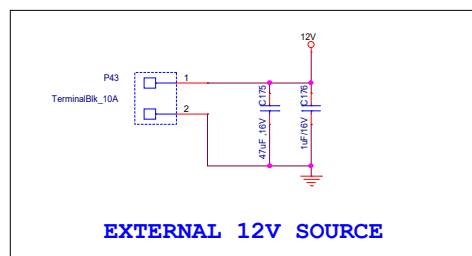 12V
P43
1
TerminalBlk_10A
2
C175
47uF,16V
C176
1uF/16V
EXTERNAL 12V SOURCE